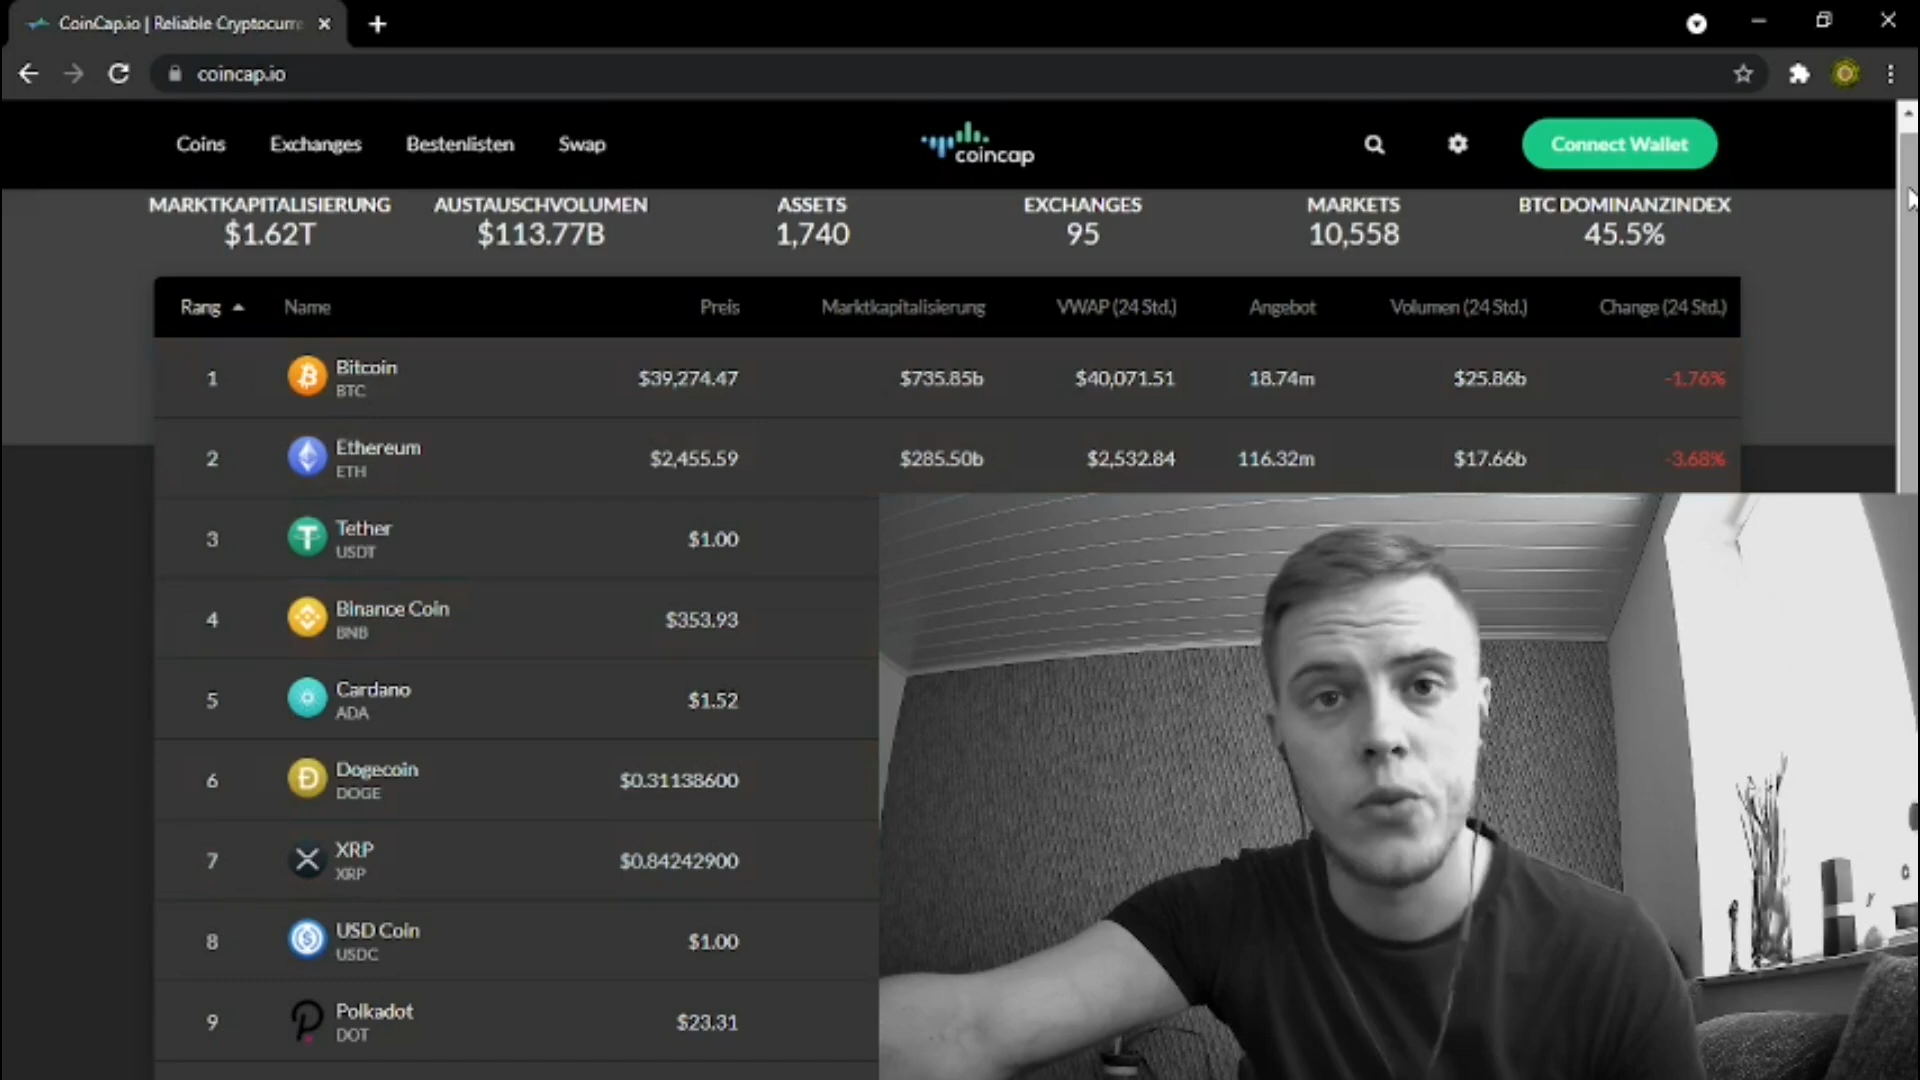 CoinCap.io | Reliable Cryptocurre
coincap.io
Coins Exchanges Bestenlisten Swap coincap Connect Wallet
MARKTKAPITALISIERUNG AUSTAUSCHVOLUMEN ASSETS EXCHANGES MARKETS BTC DOMINANZINDEX
$1.62T $113.77B 1,740 95 10,558 45.5%
Rang Name Preis Marktkapitalisierung VWAP (24 Std.) Angebot Volumen (24 Std.) Change (24 Std.)
1 Bitcoin $39,274.47 $735.85b $40,071.51 18.74m $25.86b -1.76%
BTC
2 Ethereum $2,455.59 $285.50b $2,532.84 116.32m $17.66b -3.68%
ETH
3 Tether $1.00
USDT
4 Binance Coin $353.93
BNB
5 Cardano $1.52
ADA
6 Dogecoin $0.31138600
DOGE
7 XRP $0.84242900
XRP
8 USD Coin $1.00
USDC
9 Polkadot $23.31
DOT